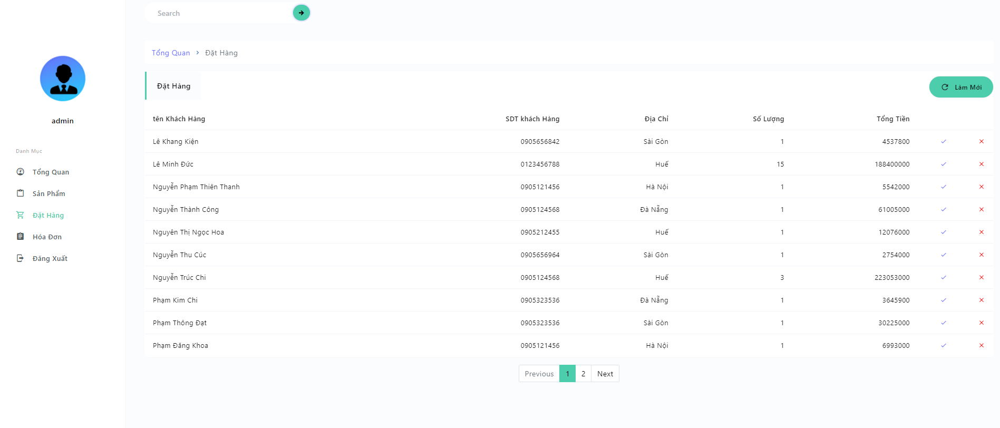 Search
Tổng Quan > Đặt Hàng
Đặt Hàng
Làm Mới
admin
Danh Mục
Tổng Quan
Sản Phẩm
Đặt Hàng
Hóa Đơn
Đăng Xuất
tên Khách Hàng SDT khách Hàng Địa Chỉ Số Lượng Tổng Tiền
Lê Khang Kiện 0905656842 Sài Gòn 1 4537800
Lê Minh Đức 0123456788 Huế 15 188400000
Nguyễn Phạm Thiên Thanh 0905121456 Hà Nội 1 5542000
Nguyễn Thành Công 0905124568 Đà Nẵng 1 61005000
Nguyên Thị Ngọc Hoa 0905212455 Huế 1 12076000
Nguyễn Thu Cúc 0905656964 Sài Gòn 1 2754000
Nguyễn Trúc Chi 0905124568 Huế 3 223053000
Phạm Kim Chi 0905323536 Đà Nẵng 1 3645900
Phạm Thông Đạt 0905323536 Sài Gòn 1 30225000
Phạm Đăng Khoa 0905121456 Hà Nội 1 6993000
Previous 1 2 Next